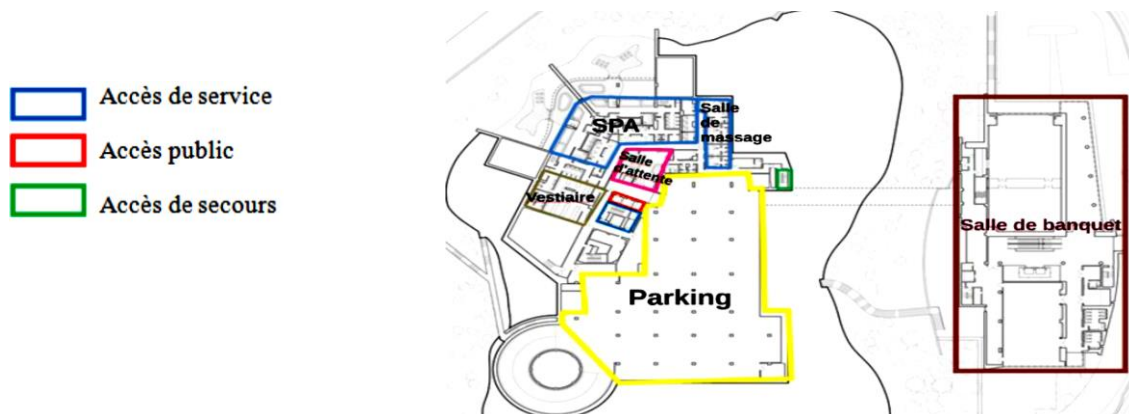 Accès de service
Accès public
Accès de secours
SPA
Salle
de
massage
Salle
d'attente
Vestiaire
Parking
Salle de banquet